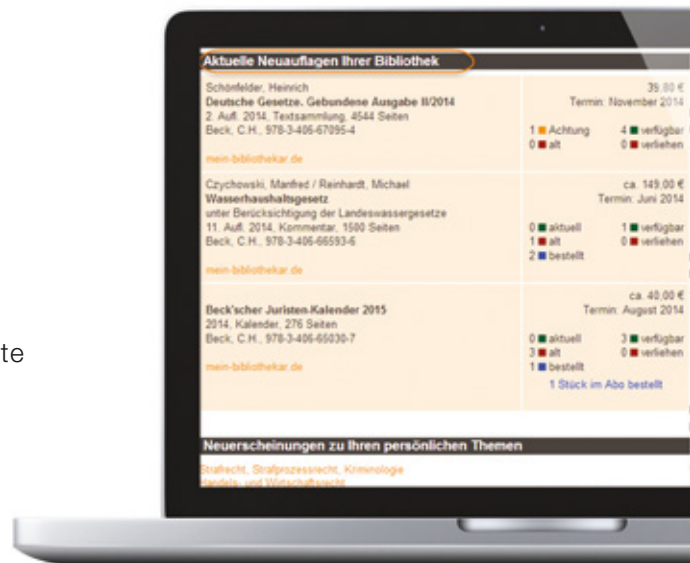 Aktuelle Neuauflagen Ihrer Bibliothek
Schönfelder, Heinrich
Deutsche Gesetze. Gebundene Ausgabe II/2014
2. Aufl. 2014, Textsammlung, 4544 Seiten
Beck, C.H., 978-3-406-67095-4
mein-bibliothekar.de
39,80 €
Termin: November 2014
1 Achtung 4 verfügbar
0 alt 0 verliehen
Czychowski, Manfred / Reinhardt, Michael
Wasserhaushaltsgesetz
unter Berücksichtigung der Landeswassergesetze
11. Aufl. 2014, Kommentar, 1500 Seiten
Beck, C.H., 978-3-406-66593-6
mein-bibliothekar.de
ca. 149,00 €
Termin: Juni 2014
0 aktuell 1 verfügbar
1 alt 0 verliehen
2 bestellt
Beck'scher Juristen-Kalender 2015
2014, Kalender, 276 Seiten
Beck, C.H., 978-3-406-65030-7
mein-bibliothekar.de
ca. 40,00 €
Termin: August 2014
0 aktuell 3 verfügbar
3 alt 0 verliehen
1 bestellt
1 Stück im Abo bestellt
te
Neuerscheinungen zu Ihren persönlichen Themen
Strafrecht, Strafprozessrecht, Kriminologie
Handels- und Wirtschaftsrecht